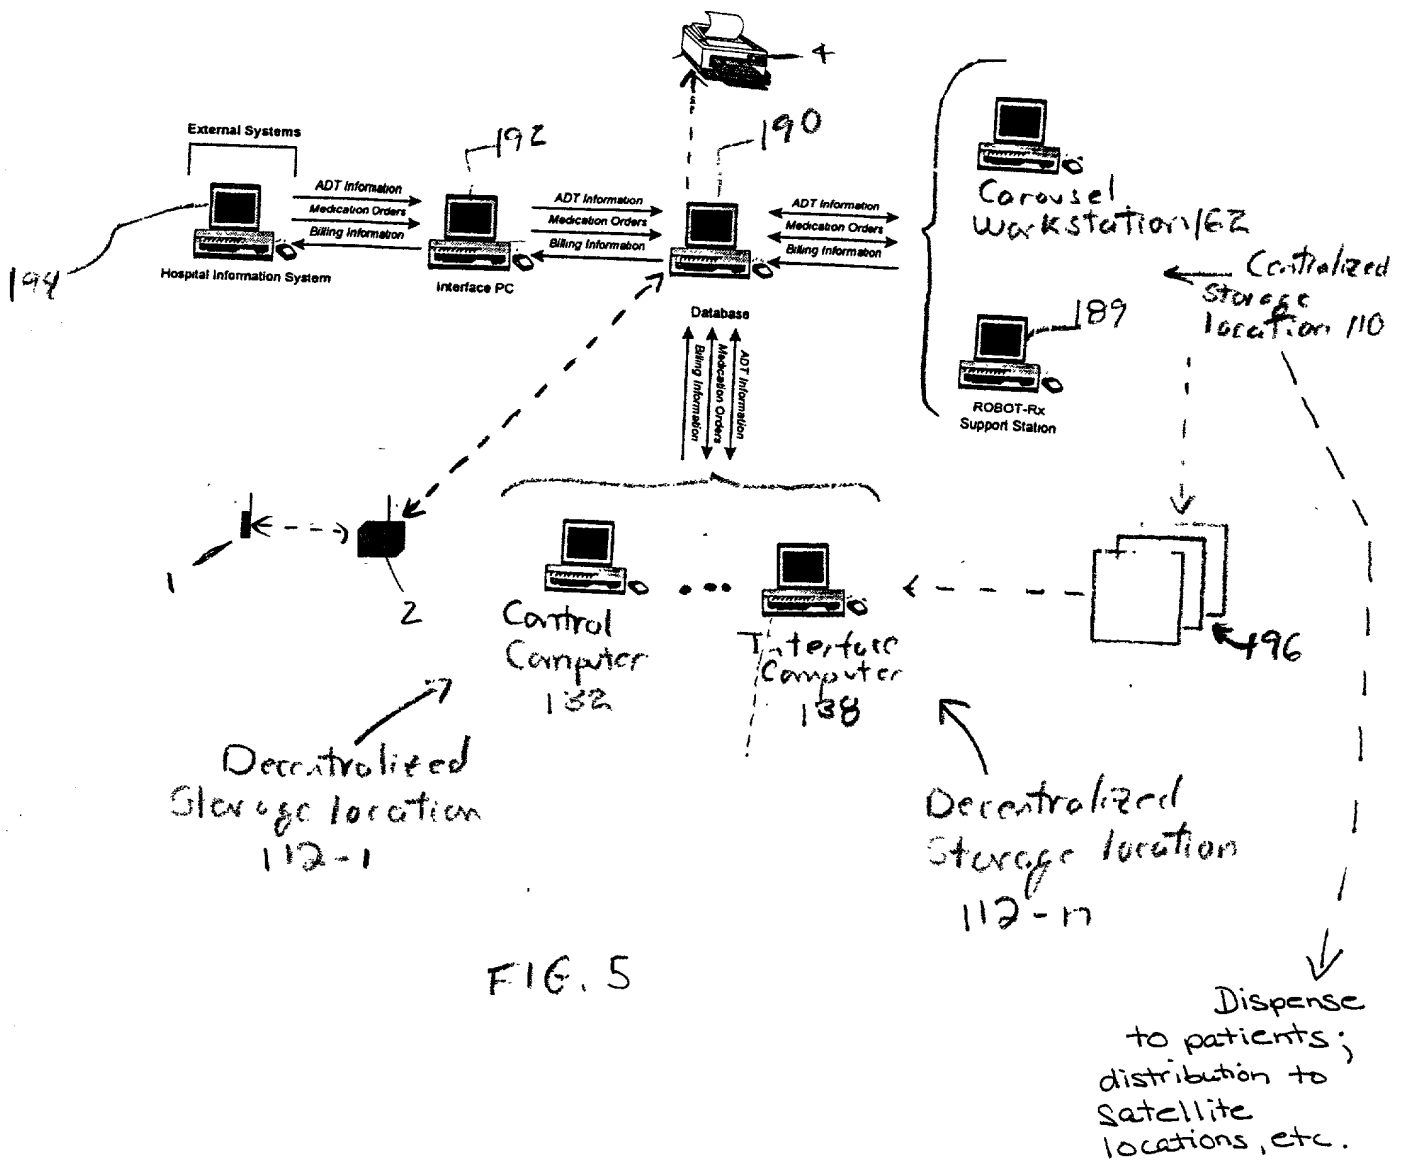 4
External Systems
192
190
ADT Information
Medication Orders
Billing Information
ADT Information
Medication Orders
Billing Information
ADT Information
Medication Orders
Billing Information
194
Hospital Information System
Interface PC
Database
Carousel
Workstation 162
Centralized
Storage
location 110
189
ROBOT-Rx
Support Station
Billing Information
Medication Orders
ADT Information
1
2
Control
Computer
132
Interface
Computer
138
196
Decentralized
Storage location
112-1
Decentralized
Storage location
112-n
FIG. 5
Dispense
to patients;
distribution to
satellite
locations, etc.